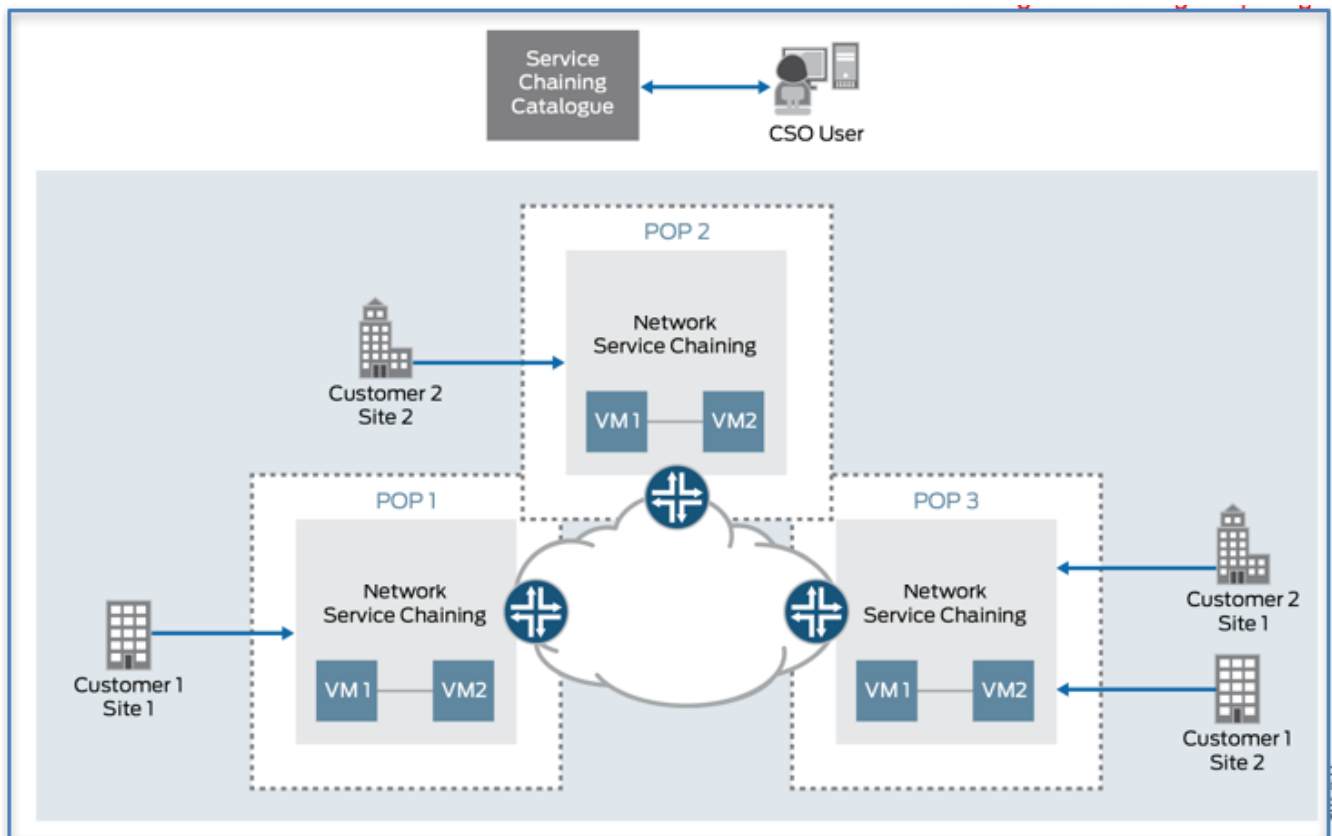 Service
Chaining
Catalogue
CSO User
POP 2
Network
Service Chaining
VM 1
VM2
Customer 2
Site 2
POP 1
Network
Service Chaining
VM 1
VM2
Customer 1
Site 1
POP 3
Network
Service Chaining
VM 1
VM2
Customer 2
Site 1
Customer 1
Site 2